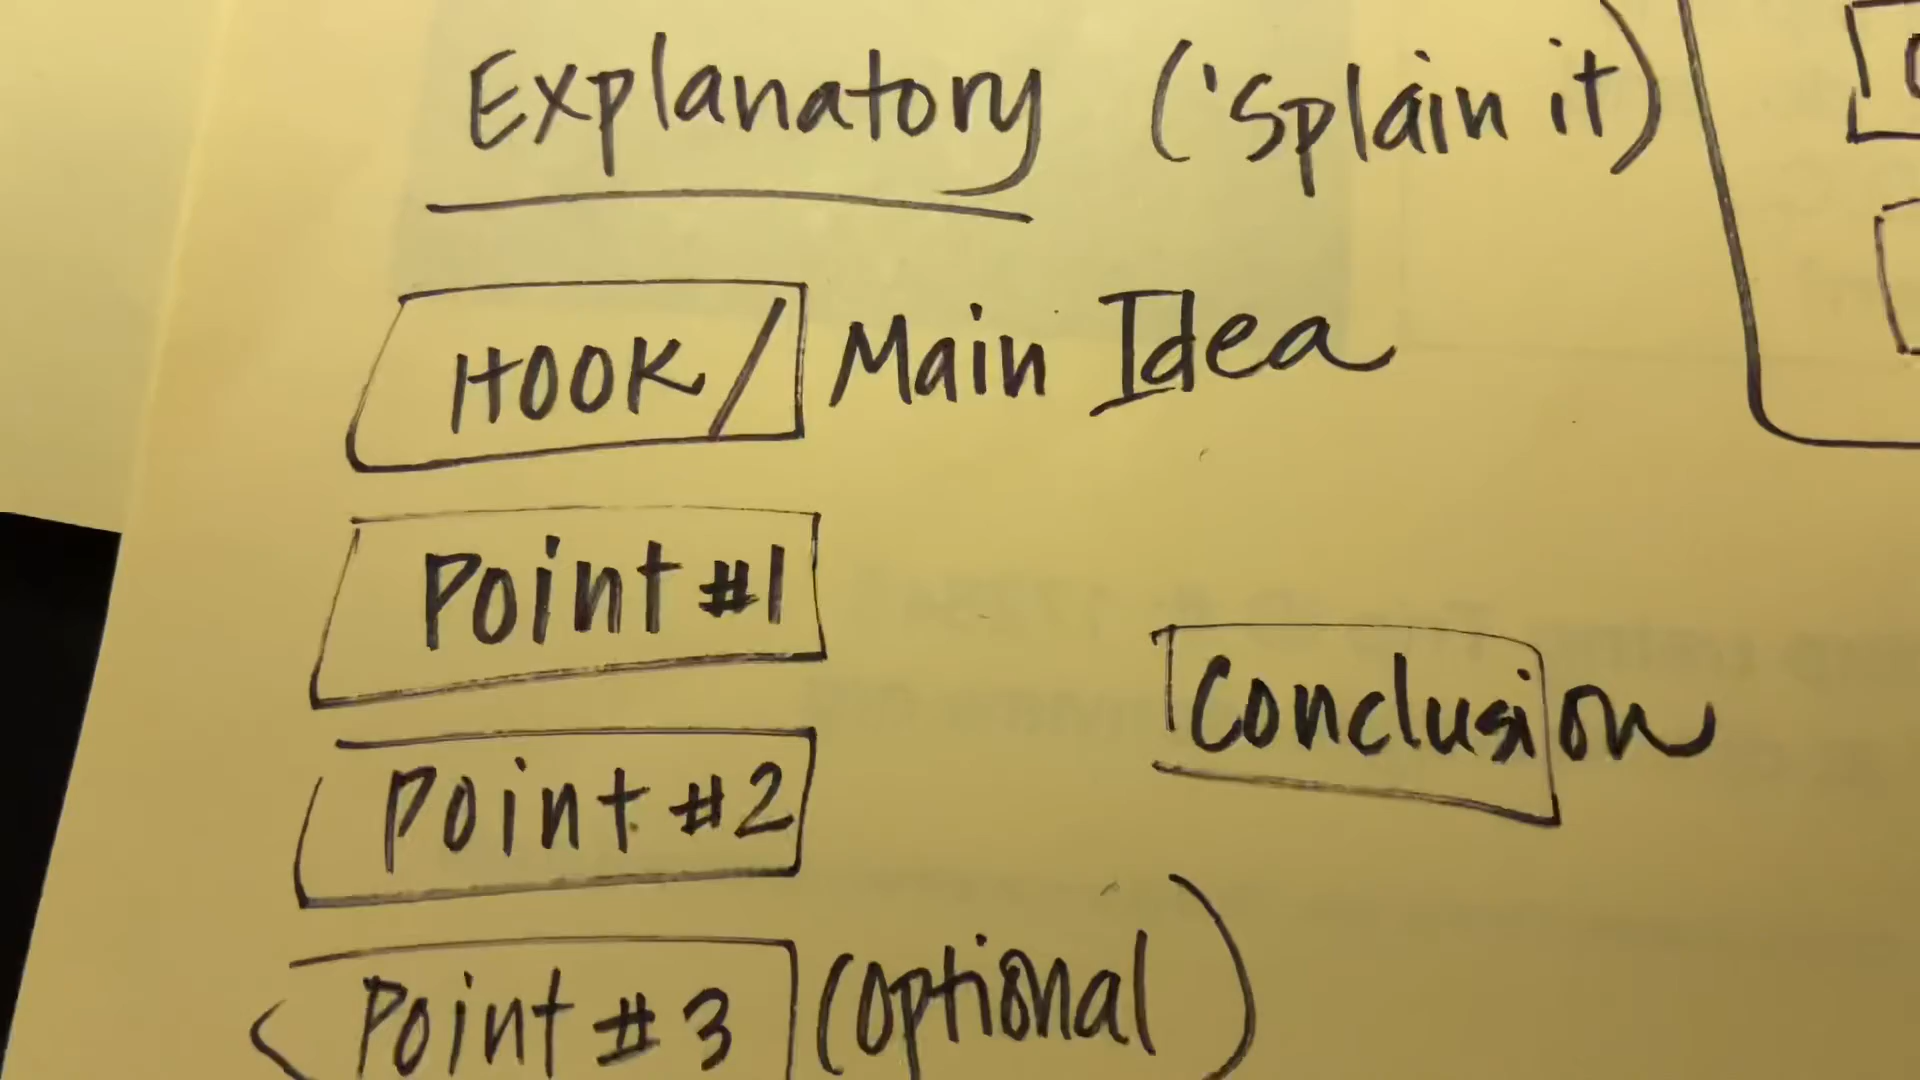 Explanatory ('splain it)
HOOK / Main Idea
Point #1
Point #2
Point #3 (optional)
Conclusion